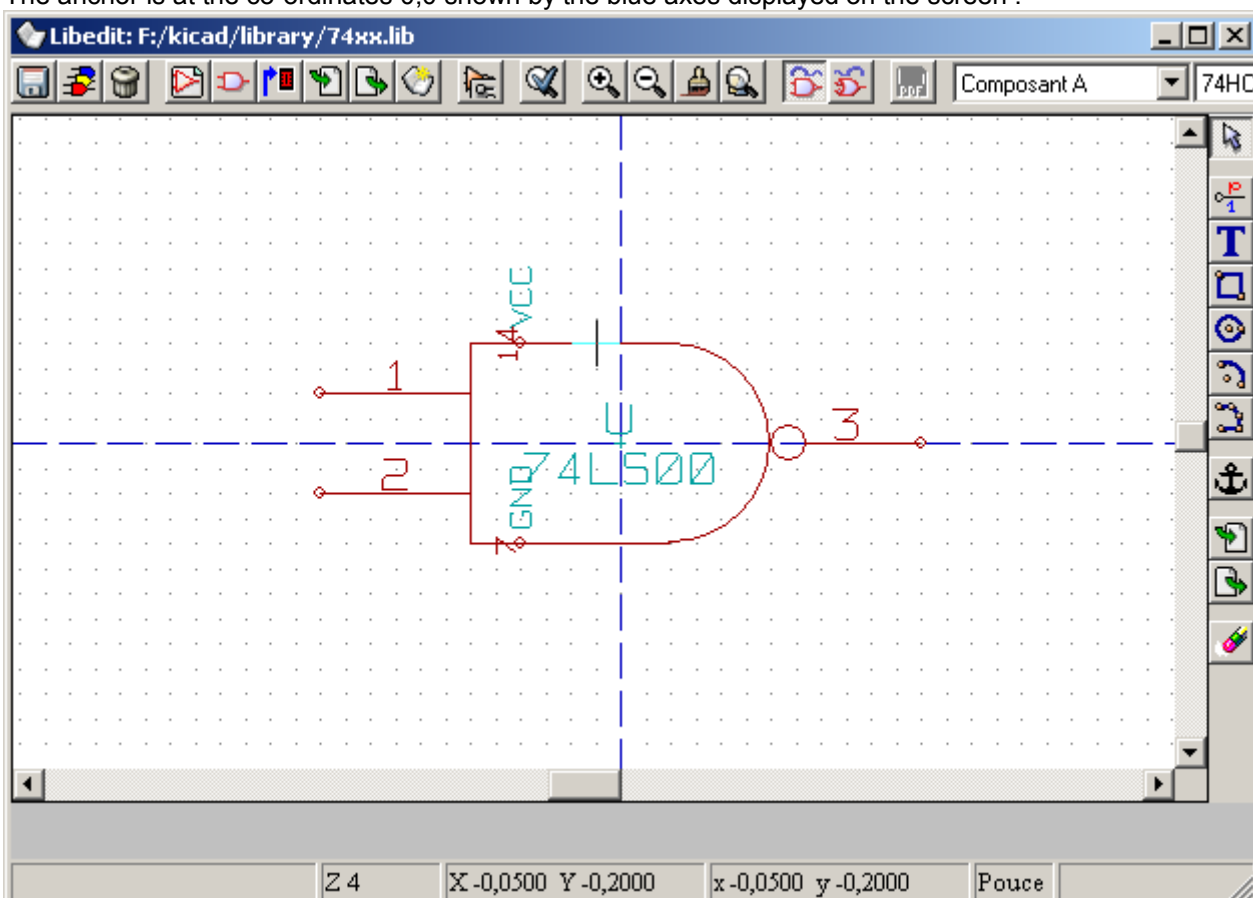 The anchor is at the co-ordinates 0,0 shown by the blue axes displayed on the screen .
Libedit: F:/kicad/library/74xx.lib
PDF
Composant A
74HC
p
1
T
VCC
14
1
U
3
2
74LS00
GND
7
Z 4
X -0,0500 Y -0,2000
x -0,0500 y -0,2000
Pouce